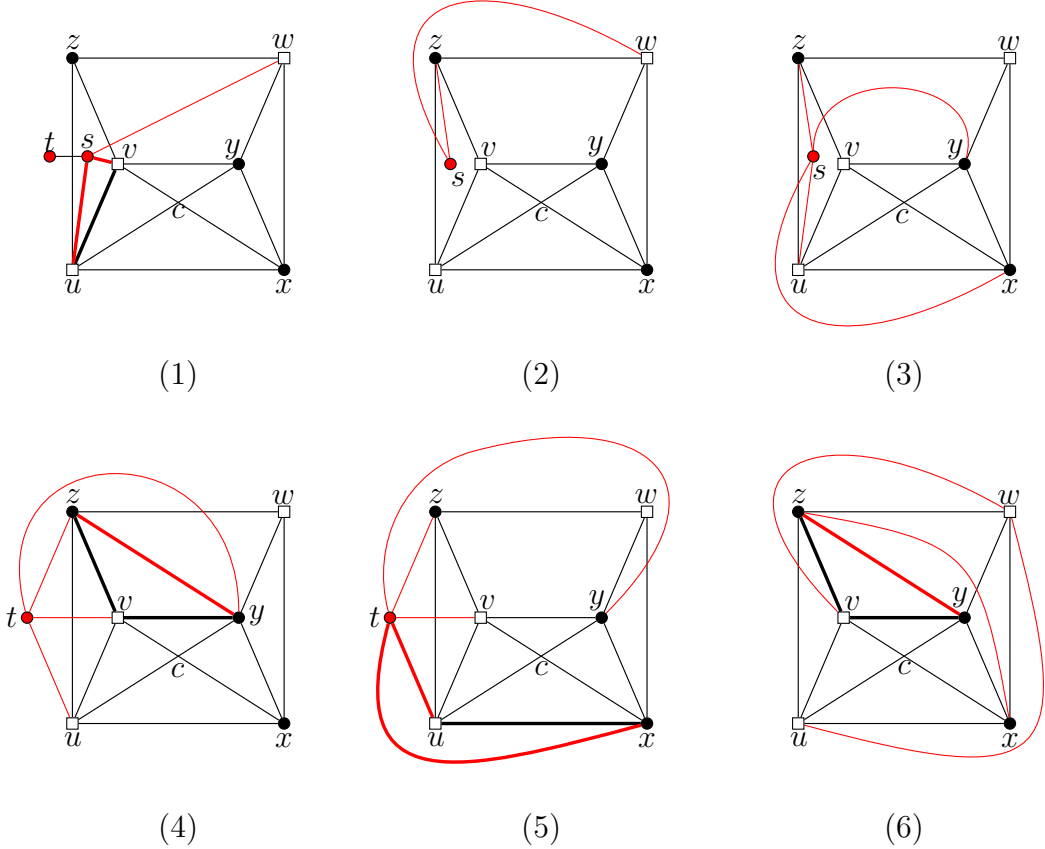 z w z w z w
t s v y s v y s v y
c c c
u x u x u x
(1) (2) (3)
z w z w z w
t v y t v y v y
c c c
u x u x u x
(4) (5) (6)